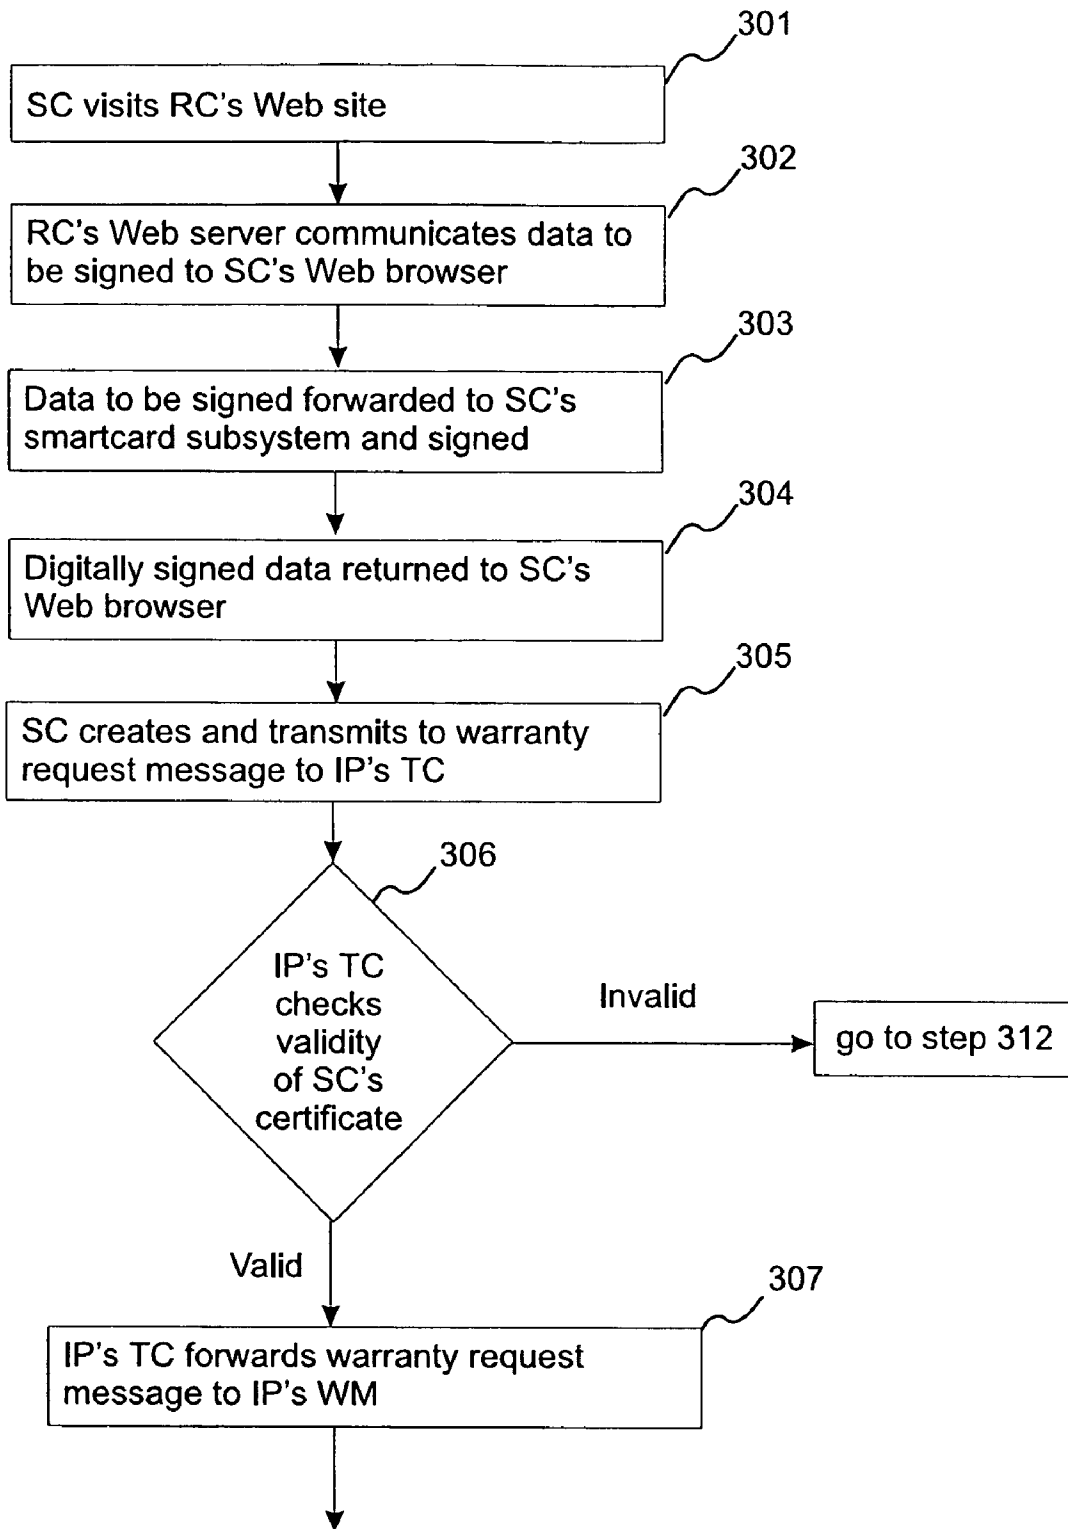 301
SC visits RC's Web site
302
RC's Web server communicates data to
be signed to SC's Web browser
303
Data to be signed forwarded to SC's
smartcard subsystem and signed
304
Digitally signed data returned to SC's
Web browser
305
SC creates and transmits to warranty
request message to IP's TC
306
IP's TC
checks
validity
of SC's
certificate
Invalid
go to step 312
Valid
307
IP's TC forwards warranty request
message to IP's WM